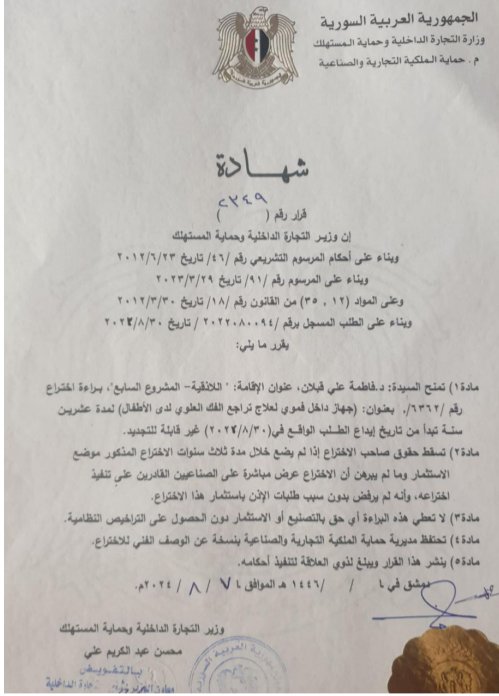 الجمهورية العربية السورية
وزارة التجارة الداخلية وحماية المستهلك
م. حماية الملكية التجارية والصناعية
شهادة
قرار رقم ( ٢٣٤٩ )
إن وزير التجارة الداخلية وحماية المستهلك
وبناء على أحكام المرسوم التشريعي رقم /٤٦/ تاريخ ٢٠١٢/٦/٢٣
وبناء على المرسوم رقم /٩١/ تاريخ ٢٠٢٣/٣/٢٩
وعلى المواد (١٢ , ٣٥) من القانون رقم /١٨/ تاريخ ٢٠١٢/٣/٣٠
وبناء على الطلب المسجل برقم /٢٠٢٢٠٨٠٠٩٤/ تاريخ ٢٠٢٢/٨/٣٠
يقرر ما يلي:
مادة١) تمنح السيدة: د.فاطمة علي قبلان، عنوان الإقامة: "اللاذقية- المشروع السابع"، براءة اختراع
رقم /٦٣٦٢/. بعنوان: (جهاز داخل فموي لعلاج تراجع الفك العلوي لدى الأطفال) لمدة عشرين
سنة تبدأ من تاريخ إيداع الطلب الواقع في(٢٠٢٢/٨/٣٠) غير قابلة للتجديد.
مادة٢) تسقط حقوق صاحب الاختراع إذا لم يضع خلال مدة ثلاث سنوات الاختراع المذكور موضع
الاستثمار وما لم يبرهن أن الاختراع عرض مباشرة على الصناعيين القادرين على تنفيذ
اختراعه، وأنه لم يرفض بدون سبب طلبات الإذن باستثمار هذا الاختراع.
مادة٣) لا تعطي هذه البراءة أي حق بالتصنيع أو الاستثمار دون الحصول على التراخيص النظامية.
مادة٤) تحتفظ مديرية حماية الملكية التجارية والصناعية بنسخة عن الوصف الفني للاختراع.
مادة٥) ينشر هذا القرار ويبلغ لذوي العلاقة لتنفيذ أحكامه.
دمشق في / / ١٤٤٦ هـ الموافق ٧ / ٨ / ٢٠٢٤م.
وزير التجارة الداخلية وحماية المستهلك
محسن عبد الكريم علي
بالتفويض